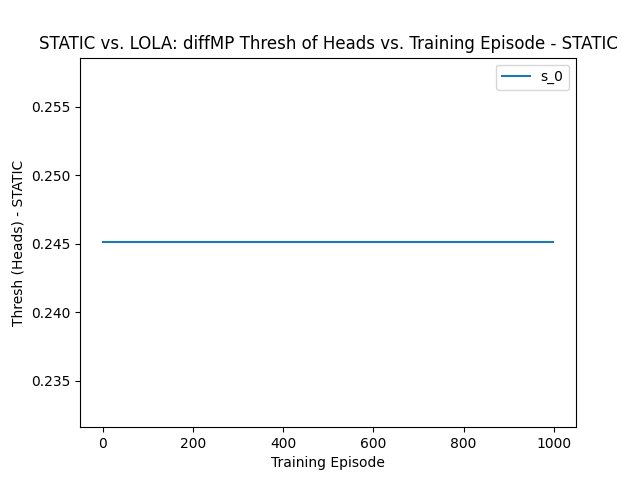 STATIC vs. LOLA: diffMP Thresh of Heads vs. Training Episode - STATIC
s_0
0.255
0.250
0.245
0.240
0.235
Thresh (Heads) - STATIC
0 200 400 600 800 1000
Training Episode